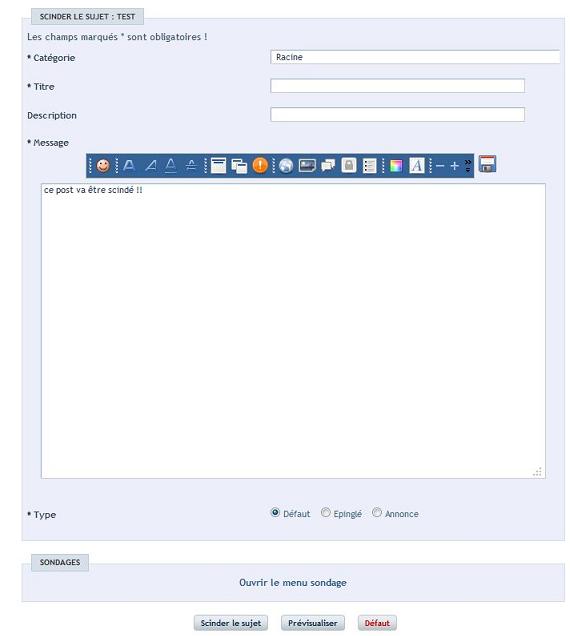 SCINDER LE SUJET : TEST
Les champs marqués * sont obligatoires !
* Catégorie
Racine
* Titre
Description
* Message
ce post va être scindé !!
* Type
Défaut
Epinglé
Annonce
SONDAGES
Ouvrir le menu sondage
Scinder le sujet
Prévisualiser
Défaut